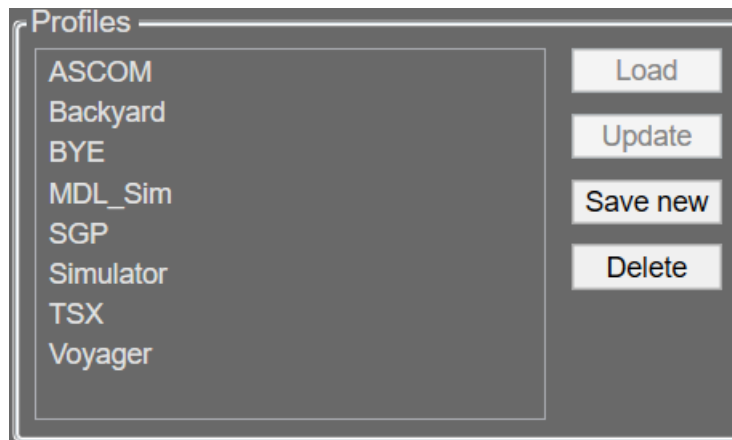 Profiles
ASCOM
Backyard
BYE
MDL_Sim
SGP
Simulator
TSX
Voyager
Load
Update
Save new
Delete